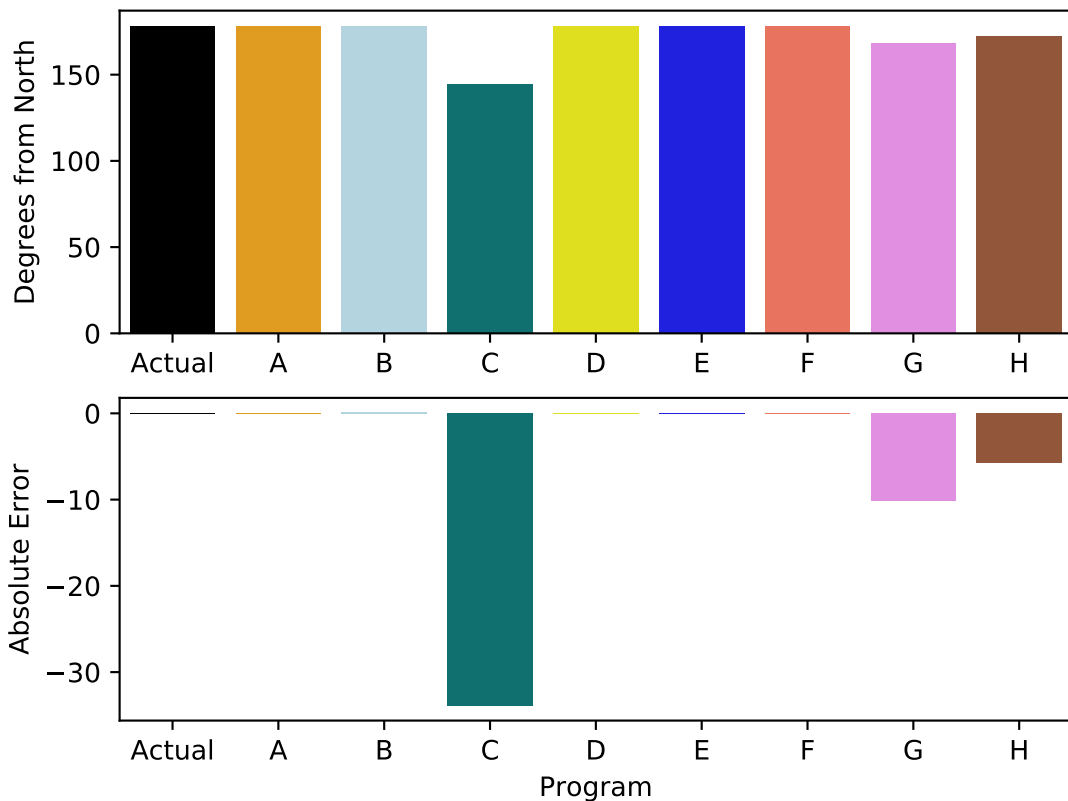 Degrees from North
150
100
50
0
Actual A B C D E F G H
Absolute Error
0
−10
−20
−30
Actual A B C D E F G H
Program